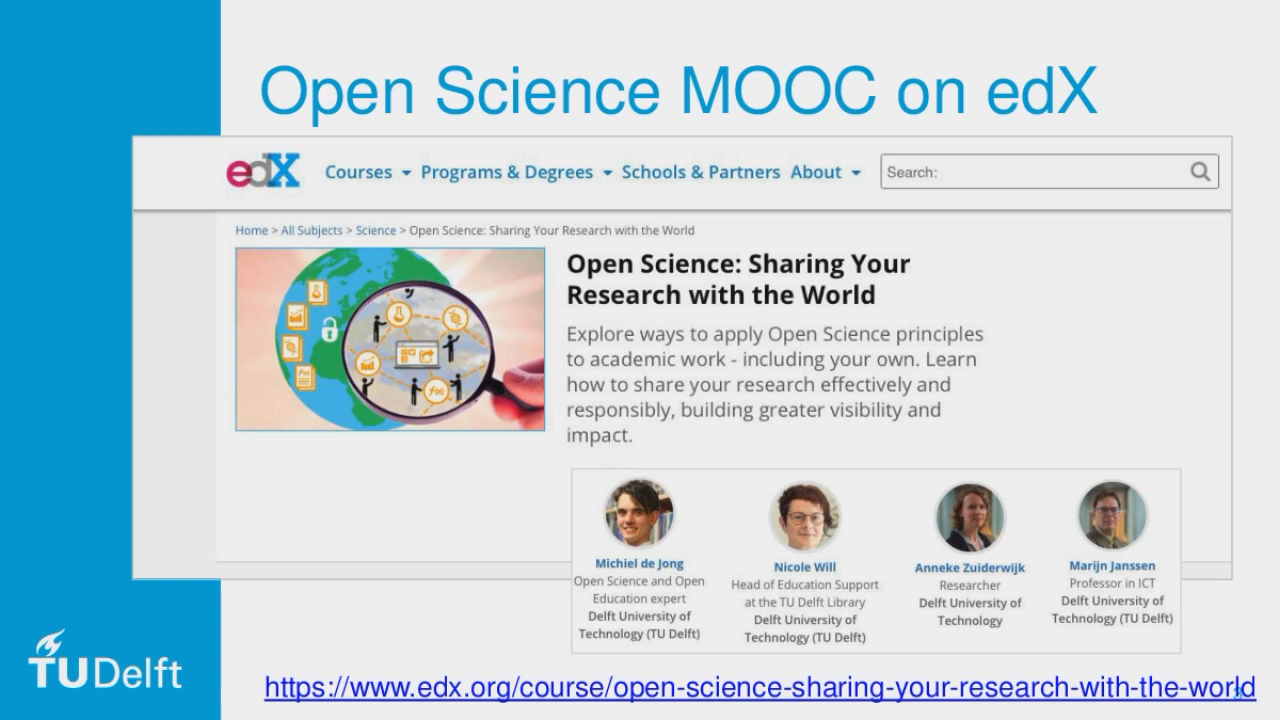 Open Science MOOC on edX
edX
Courses Programs & Degrees Schools & Partners About Search:
Home > All Subjects > Science > Open Science: Sharing Your Research with the World
Open Science: Sharing Your
Research with the World
Explore ways to apply Open Science principles
to academic work - including your own. Learn
how to share your research effectively and
responsibly, building greater visibility and
impact.
Michiel de Jong
Open Science and Open
Education expert
Delft University of
Technology (TU Delft)
Nicole Will
Head of Education Support
at the TU Delft Library
Delft University of
Technology (TU Delft)
Anneke Zuiderwijk
Researcher
Delft University of
Technology
Marijn Janssen
Professor in ICT
Delft University of
Technology (TU Delft)
TUDelft
https://www.edx.org/course/open-science-sharing-your-research-with-the-world